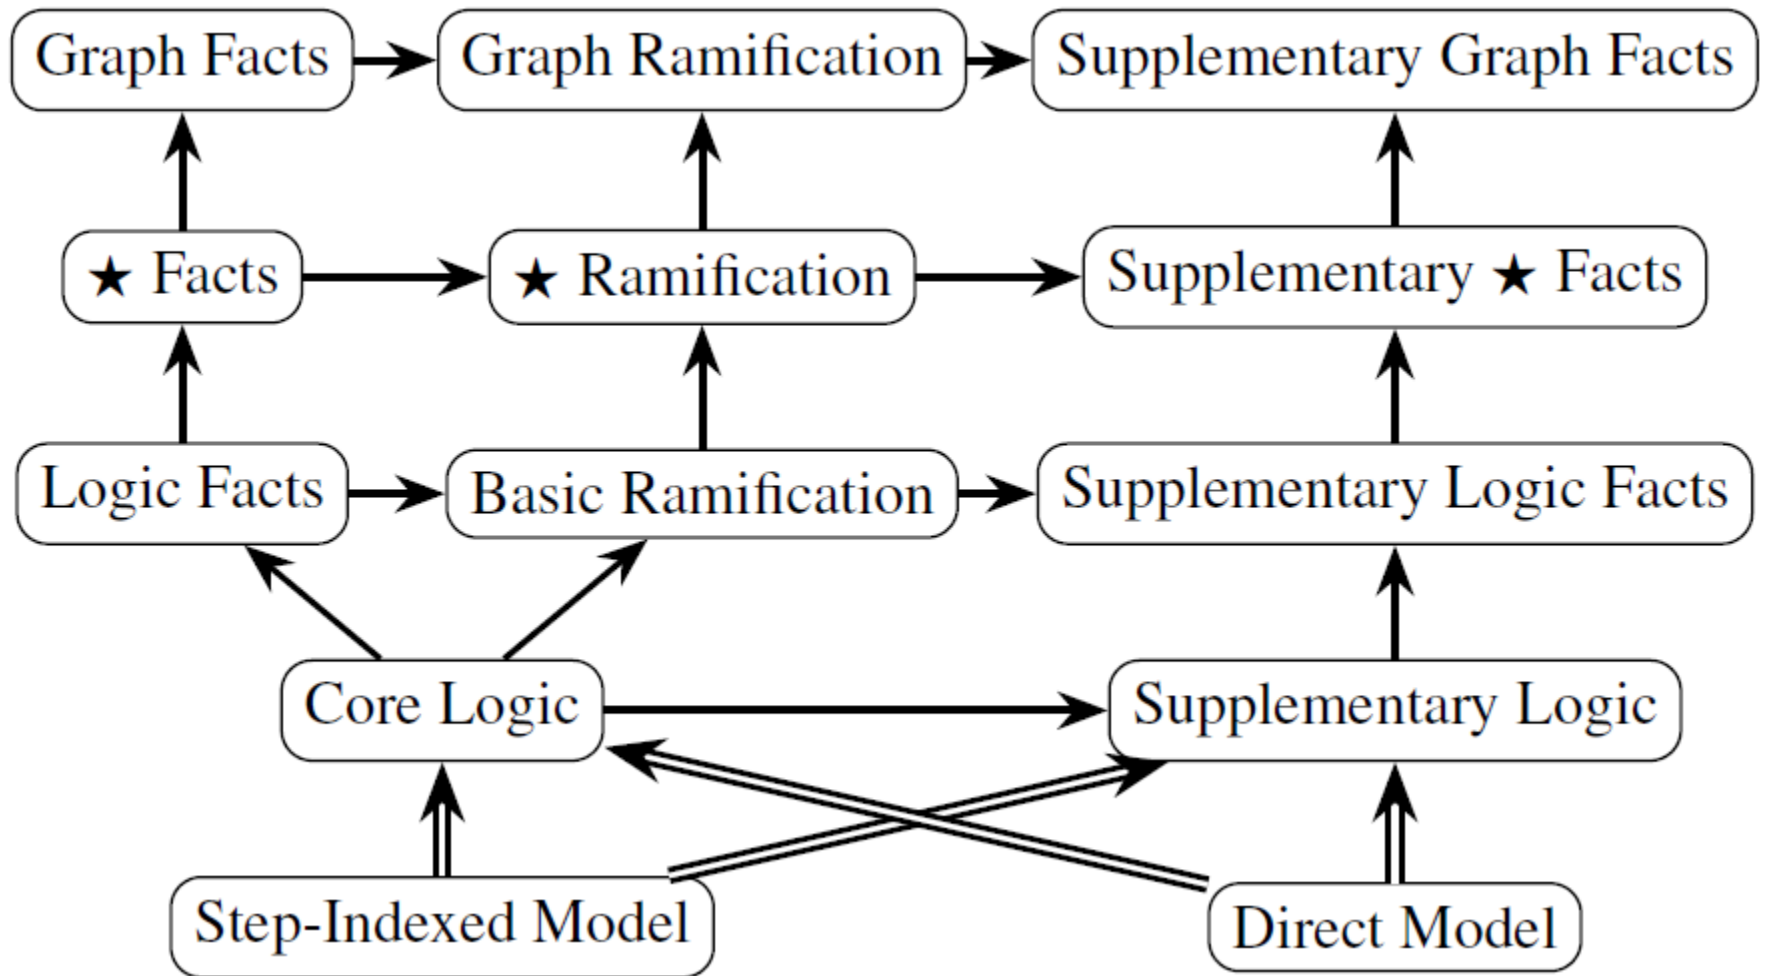 Graph Facts
Graph Ramification
Supplementary Graph Facts
★ Facts
★ Ramification
Supplementary ★ Facts
Logic Facts
Basic Ramification
Supplementary Logic Facts
Core Logic
Supplementary Logic
Step-Indexed Model
Direct Model